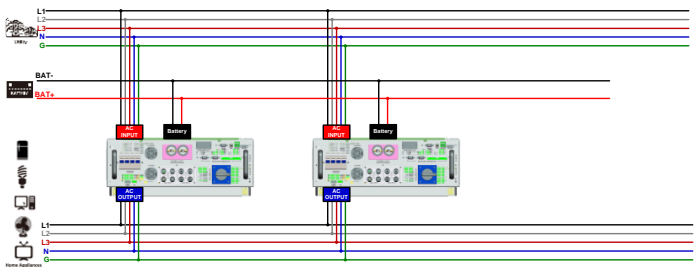 L1
L2
L3
N
G
Utility
BAT-
BATTERY
BAT+
AC
INPUT
Battery
AC
INPUT
Battery
AC
OUTPUT
AC
OUTPUT
L1
L2
L3
N
G
Home Appliances